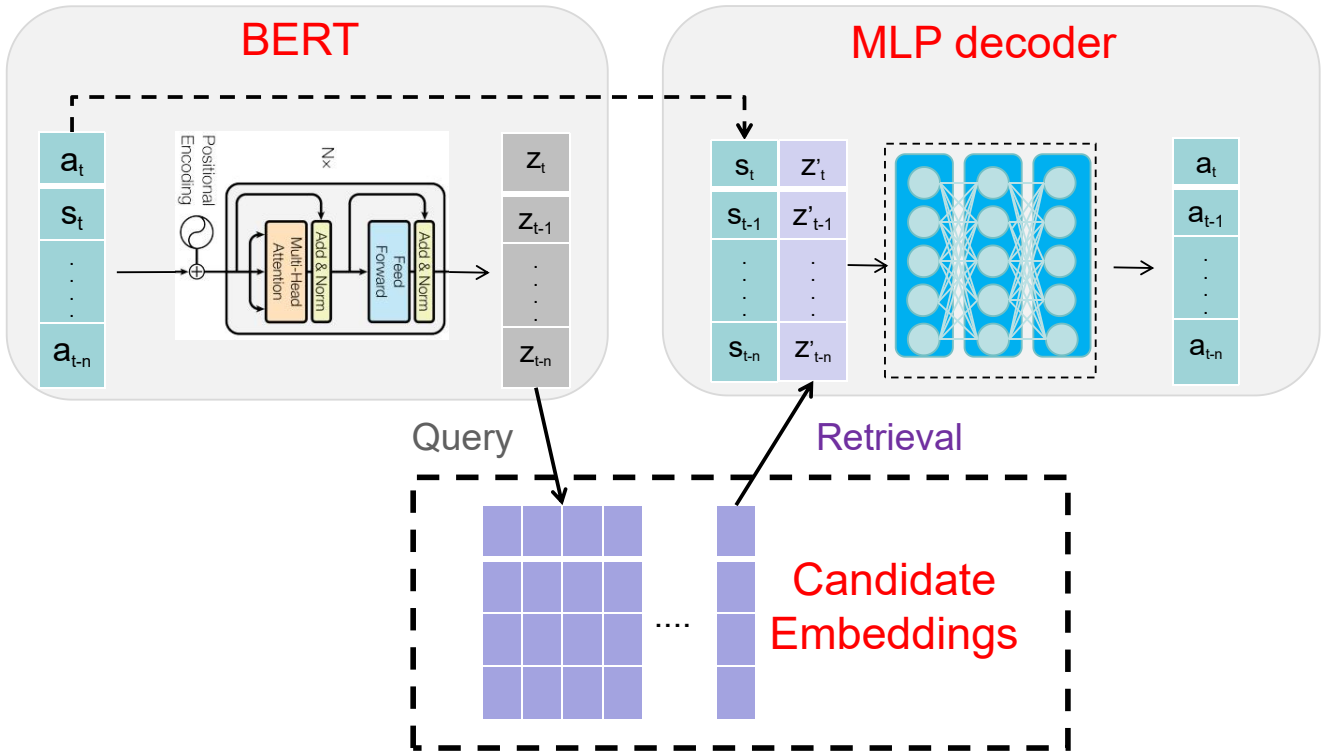 BERT
MLP decoder
a_t
s_t
.
.
.
.
a_t-n
Positional
Encoding
N×
Multi-Head
Attention
Add & Norm
Feed
Forward
Add & Norm
z_t
z_t-1
.
.
.
.
z_t-n
s_t
z'_t
s_t-1
z'_t-1
.
.
.
.
.
.
.
.
s_t-n
z'_t-n
a_t
a_t-1
.
.
.
.
a_t-n
Query
Retrieval
....
Candidate
Embeddings